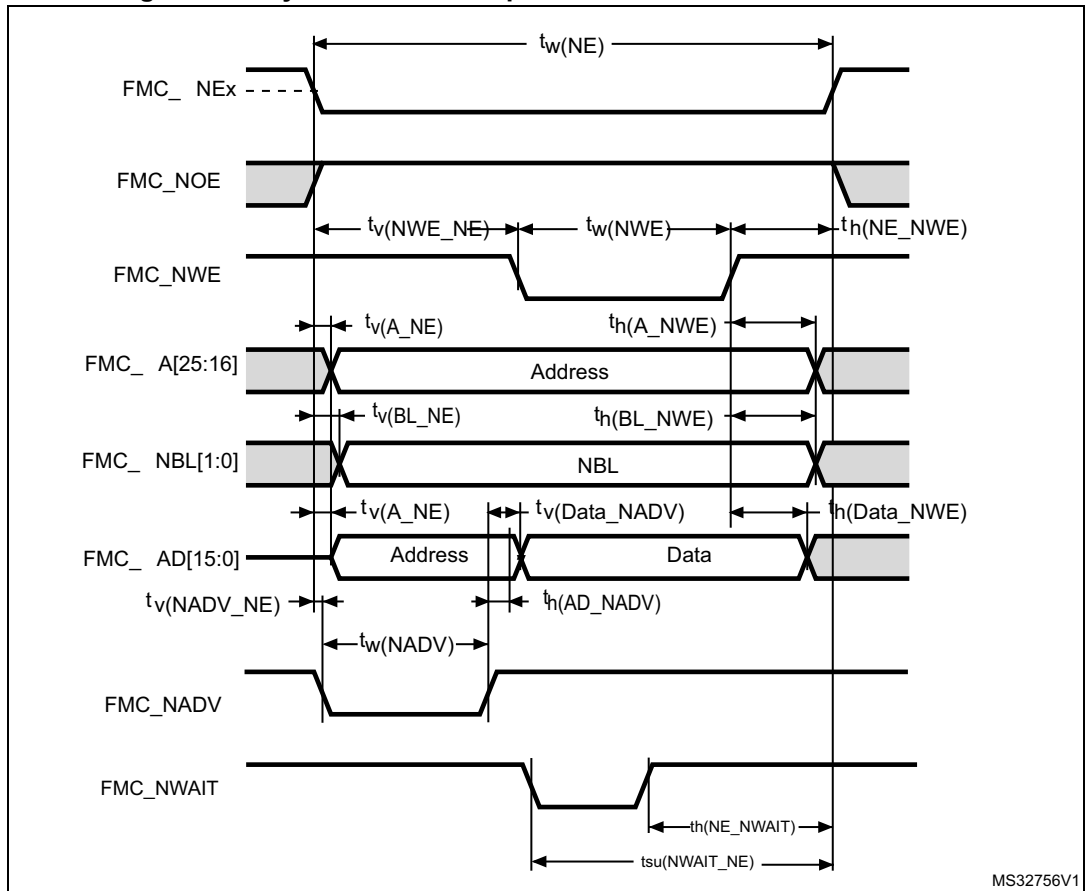 tw(NE)
FMC_ NEx
FMC_NOE
tv(NWE_NE)
tw(NWE)
th(NE_NWE)
FMC_NWE
tv(A_NE)
th(A_NWE)
FMC_ A[25:16]
Address
tv(BL_NE)
th(BL_NWE)
FMC_ NBL[1:0]
NBL
tv(A_NE)
tv(Data_NADV)
th(Data_NWE)
FMC_ AD[15:0]
Address
Data
tv(NADV_NE)
th(AD_NADV)
tw(NADV)
FMC_NADV
FMC_NWAIT
th(NE_NWAIT)
tsu(NWAIT_NE)
MS32756V1